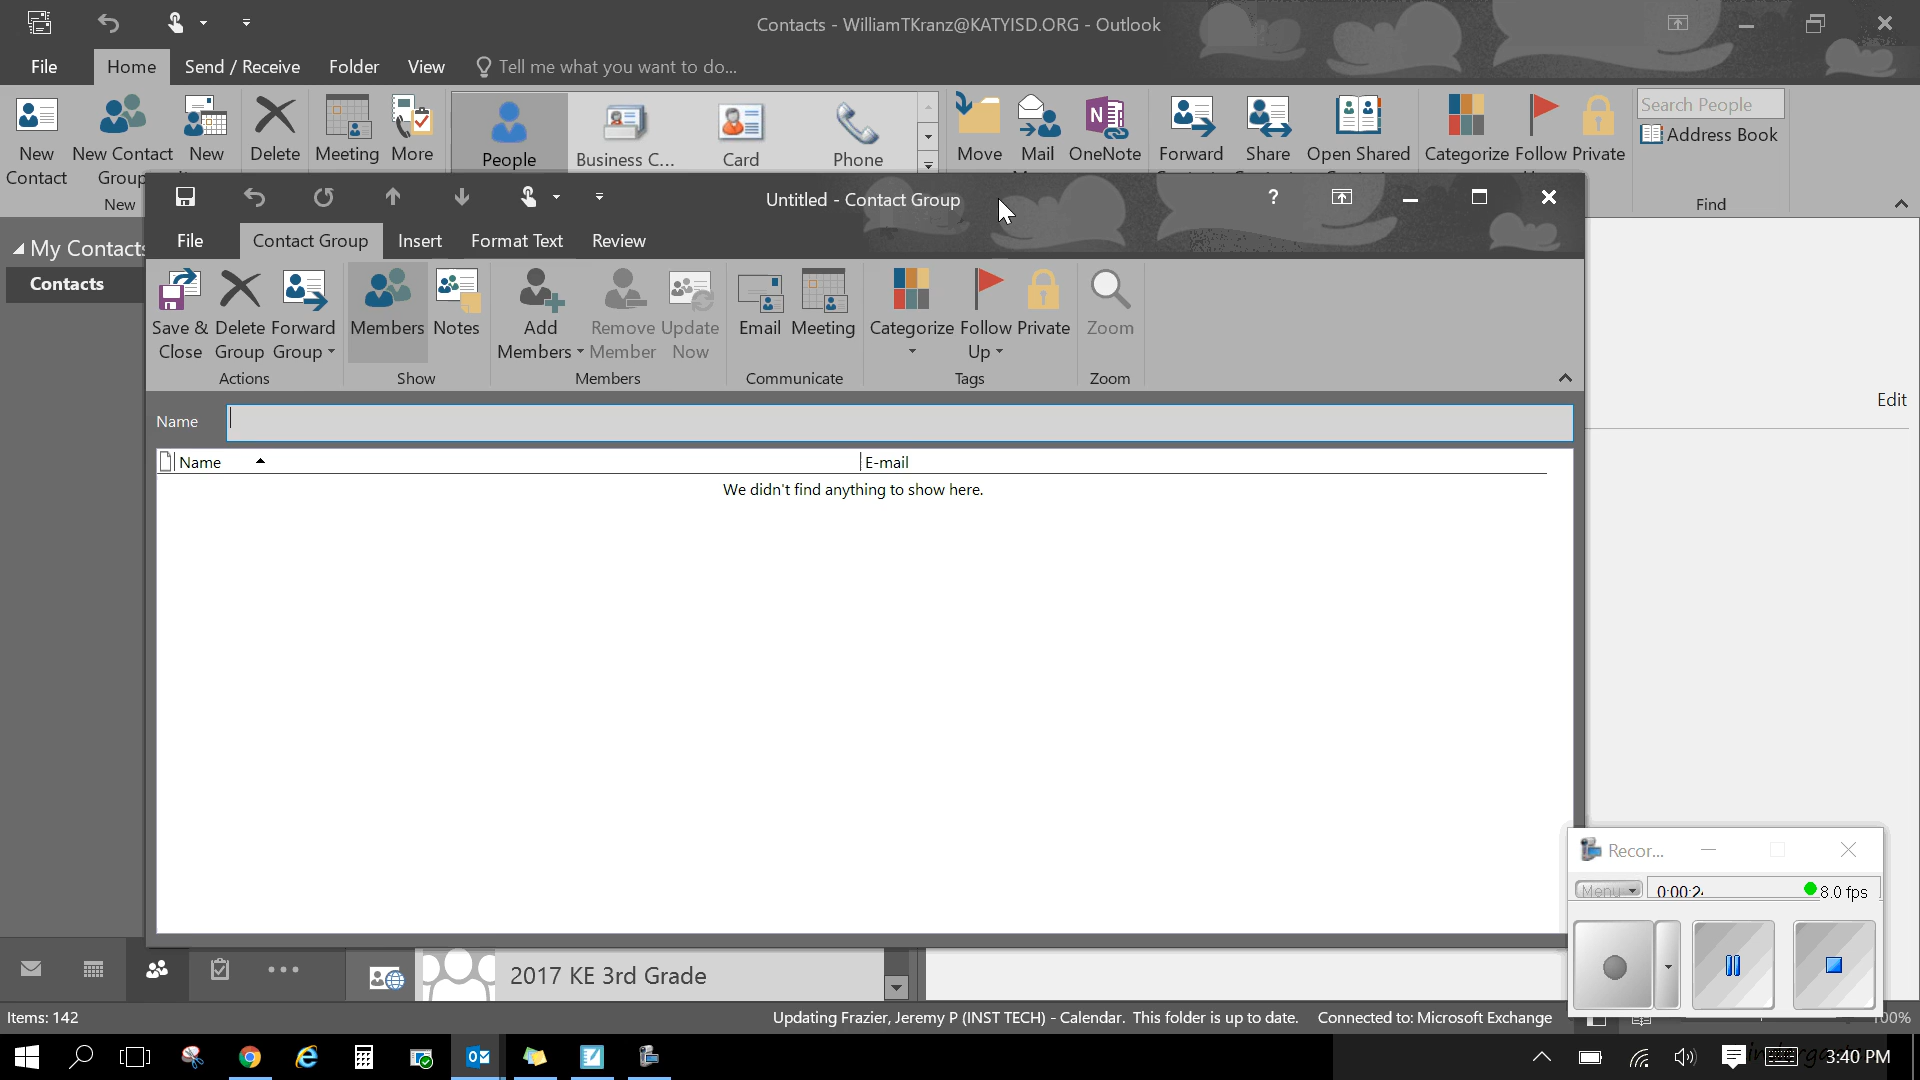 Contacts - WilliamTKranz@KATYISD.ORG - Outlook
File Home Send / Receive Folder View Tell me what you want to do...
New Contact
New Contact Group
New
Delete
Meeting
More
People
Business C...
Card
Phone
Move
Mail
OneNote
Forward
Share
Open Shared
Categorize
Follow
Private
Search People
Address Book
New
Find
My Contacts
Contacts
Untitled - Contact Group
?
File Contact Group Insert Format Text Review
Save & Close
Delete Group
Forward Group
Members
Notes
Add Members
Remove Member
Update Now
Email
Meeting
Categorize
Follow Up
Private
Zoom
Actions Show Members Communicate Tags Zoom
Edit
Name
Name E-mail
We didn't find anything to show here.
Recor...
Menu 0:00:2 8.0 fps
2017 KE 3rd Grade
Items: 142
Updating Frazier, Jeremy P (INST TECH) - Calendar. This folder is up to date. Connected to: Microsoft Exchange
100%
3:40 PM